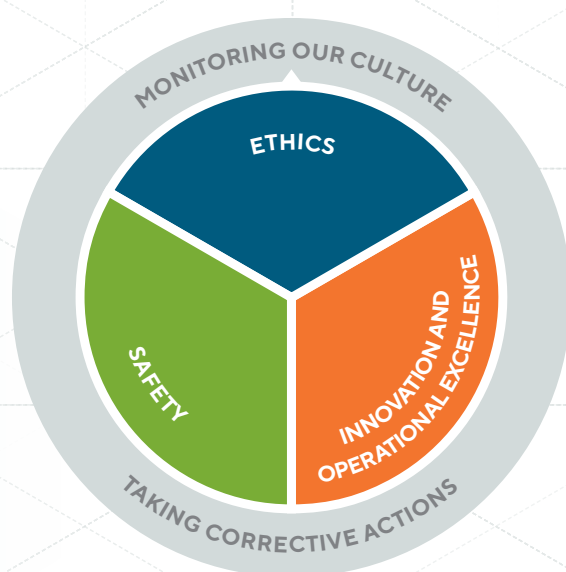 MONITORING OUR CULTURE
ETHICS
SAFETY
INNOVATION AND
OPERATIONAL EXCELLENCE
TAKING CORRECTIVE ACTIONS